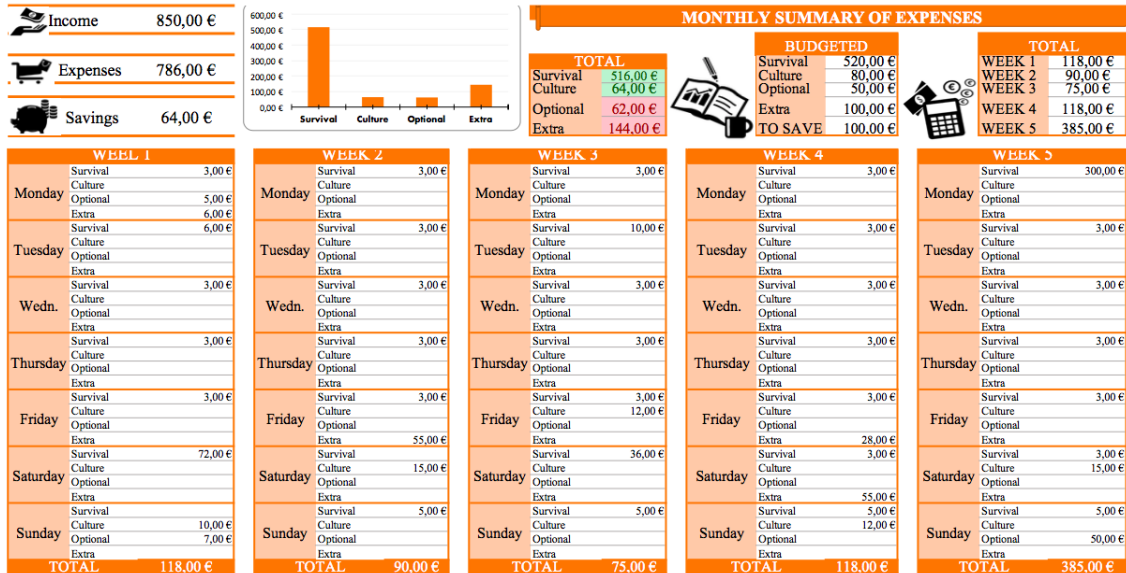 Income 850,00 €
Expenses 786,00 €
Savings 64,00 €
600,00 €
500,00 €
400,00 €
300,00 €
200,00 €
100,00 €
0,00 €
Survival Culture Optional Extra
MONTHLY SUMMARY OF EXPENSES
TOTAL
Survival 516,00 €
Culture 64,00 €
Optional 62,00 €
Extra 144,00 €
BUDGETED
Survival 520,00 €
Culture 80,00 €
Optional 50,00 €
Extra 100,00 €
TO SAVE 100,00 €
TOTAL
WEEK 1 118,00 €
WEEK 2 90,00 €
WEEK 3 75,00 €
WEEK 4 118,00 €
WEEK 5 385,00 €
WEEL 1
Monday
Survival 3,00 €
Culture
Optional 5,00 €
Extra 6,00 €
Tuesday
Survival 6,00 €
Culture
Optional
Extra
Wedn.
Survival 3,00 €
Culture
Optional
Extra
Thursday
Survival 3,00 €
Culture
Optional
Extra
Friday
Survival 3,00 €
Culture
Optional
Extra
Saturday
Survival 72,00 €
Culture
Optional
Extra
Sunday
Survival
Culture 10,00 €
Optional 7,00 €
Extra
TOTAL 118,00 €
WEEK 2
Monday
Survival 3,00 €
Culture
Optional
Extra
Tuesday
Survival 3,00 €
Culture
Optional
Extra
Wedn.
Survival 3,00 €
Culture
Optional
Extra
Thursday
Survival 3,00 €
Culture
Optional
Extra
Friday
Survival 3,00 €
Culture
Optional
Extra 55,00 €
Saturday
Survival
Culture 15,00 €
Optional
Extra
Sunday
Survival 5,00 €
Culture
Optional
Extra
TOTAL 90,00 €
WEEK 3
Monday
Survival 3,00 €
Culture
Optional
Extra
Tuesday
Survival 10,00 €
Culture
Optional
Extra
Wedn.
Survival 3,00 €
Culture
Optional
Extra
Thursday
Survival 3,00 €
Culture
Optional
Extra
Friday
Survival 3,00 €
Culture 12,00 €
Optional
Extra
Saturday
Survival 36,00 €
Culture
Optional
Extra
Sunday
Survival 5,00 €
Culture
Optional
Extra
TOTAL 75,00 €
WEEK 4
Monday
Survival 3,00 €
Culture
Optional
Extra
Tuesday
Survival 3,00 €
Culture
Optional
Extra
Wedn.
Survival 3,00 €
Culture
Optional
Extra
Thursday
Survival 3,00 €
Culture
Optional
Extra
Friday
Survival 3,00 €
Culture
Optional
Extra 28,00 €
Saturday
Survival 3,00 €
Culture
Optional
Extra 55,00 €
Sunday
Survival 5,00 €
Culture 12,00 €
Optional
Extra
TOTAL 118,00 €
WEEK 5
Monday
Survival 300,00 €
Culture
Optional
Extra
Tuesday
Survival 3,00 €
Culture
Optional
Extra
Wedn.
Survival 3,00 €
Culture
Optional
Extra
Thursday
Survival 3,00 €
Culture
Optional
Extra
Friday
Survival 3,00 €
Culture
Optional
Extra
Saturday
Survival 3,00 €
Culture 15,00 €
Optional
Extra
Sunday
Survival 5,00 €
Culture
Optional 50,00 €
Extra
TOTAL 385,00 €